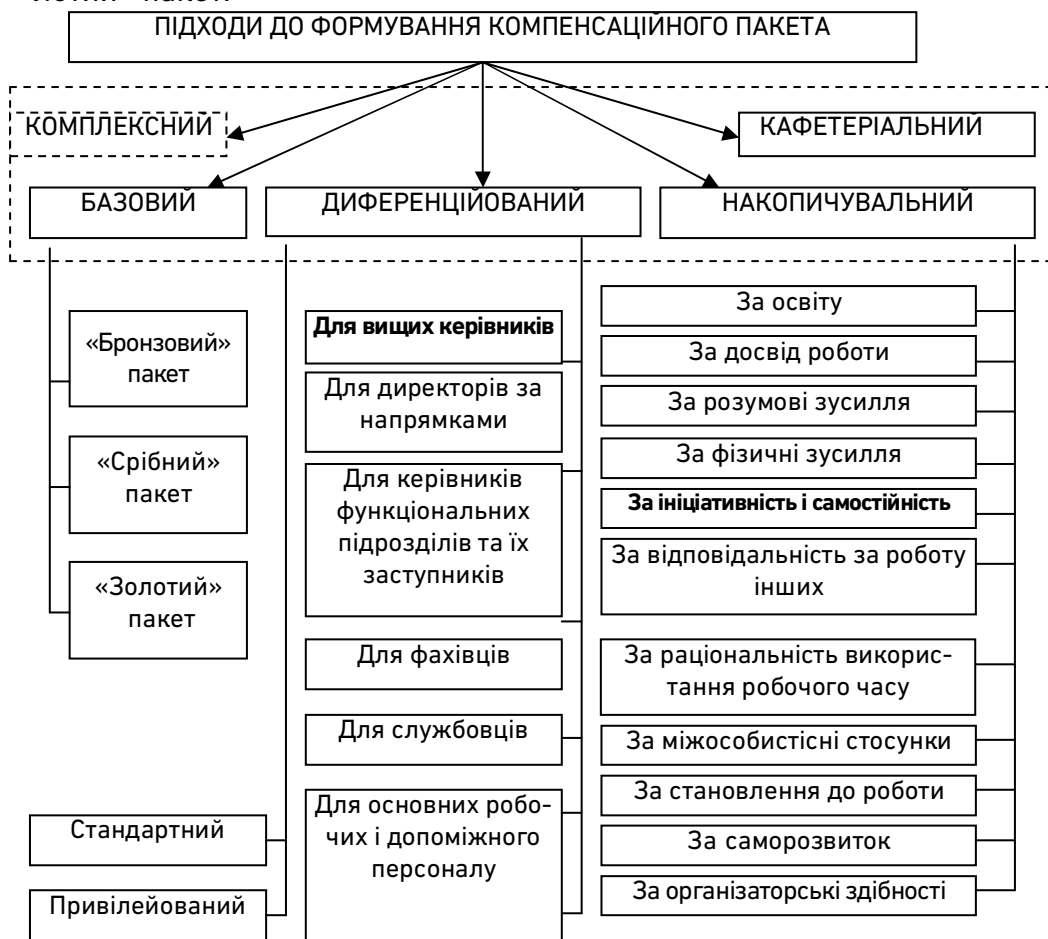 ПІДХОДИ ДО ФОРМУВАННЯ КОМПЕНСАЦІЙНОГО ПАКЕТА
КОМПЛЕКСНИЙ
КАФЕТЕРІАЛЬНИЙ
БАЗОВИЙ
ДИФЕРЕНЦІЙОВАНИЙ
НАКОПИЧУВАЛЬНИЙ
«Бронзовий»
пакет
«Срібний»
пакет
«Золотий»
пакет
Стандартний
Привілейований
Для вищих керівників
Для директорів за
напрямками
Для керівників
функціональних
підрозділів та їх
заступників
Для фахівців
Для службовців
Для основних робо-
чих і допоміжного
персоналу
За освіту
За досвід роботи
За розумові зусилля
За фізичні зусилля
За ініціативність і самостійність
За відповідальність за роботу
інших
За раціональність викорис-
тання робочого часу
За міжособистісні стосунки
За становлення до роботи
За саморозвиток
За організаторські здібності